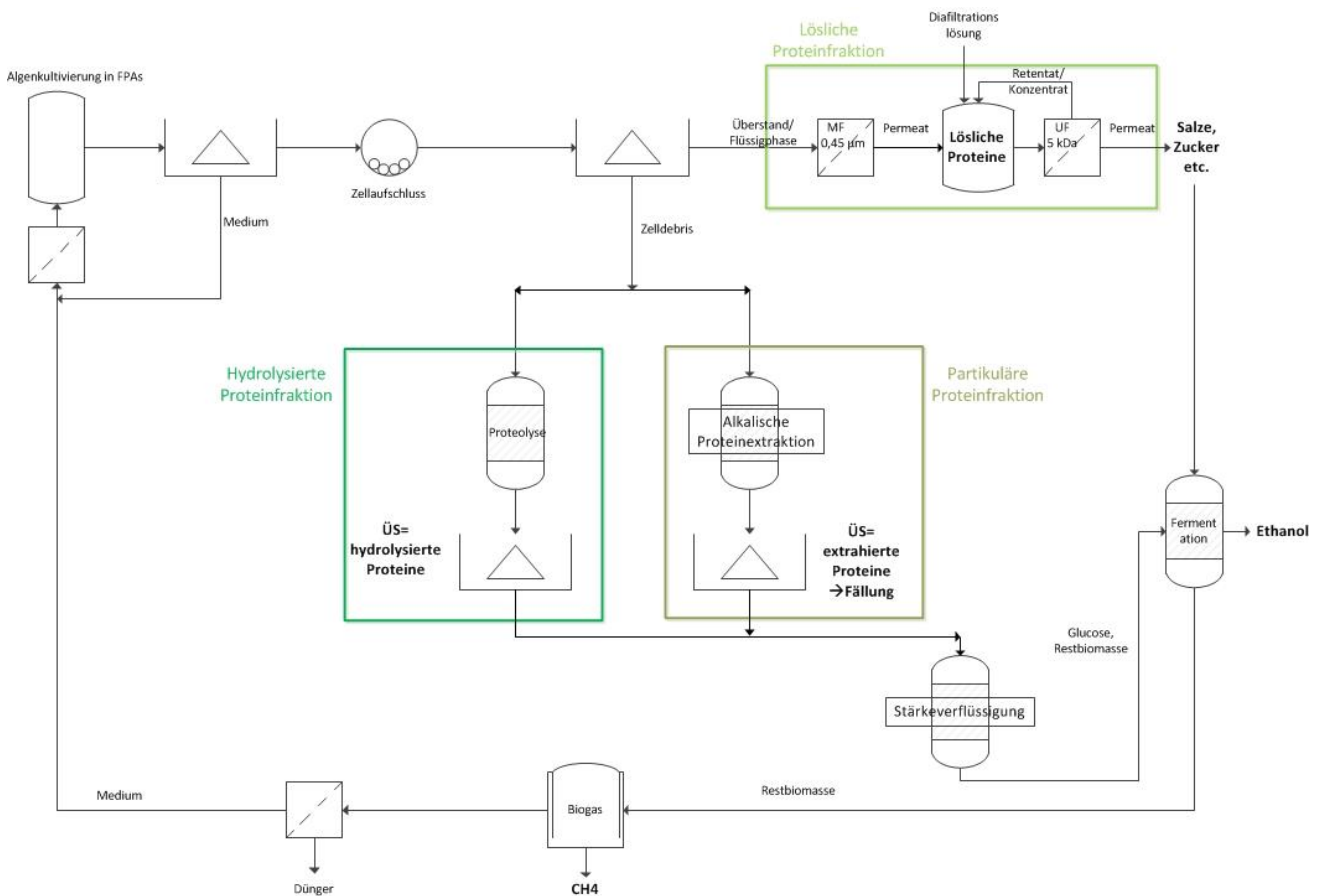 Diafiltrations
lösung
Lösliche
Proteinfraktion
Algenkultivierung in FPAs
Retentat/
Konzentrat
Überstand/
Flüssigphase
MF
0,45 µm
Permeat
Lösliche
Proteine
UF
5 kDa
Permeat
Salze,
Zucker
etc.
Zellaufschluss
Medium
Zelldebris
Hydrolysierte
Proteinfraktion
Partikuläre
Proteinfraktion
Proteolyse
Alkalische
Proteinextraktion
ÜS=
hydrolysierte
Proteine
ÜS=
extrahierte
Proteine
→Fällung
Ferment
ation
Ethanol
Glucose,
Restbiomasse
Stärkeverflüssigung
Medium
Biogas
Restbiomasse
Dünger
CH4